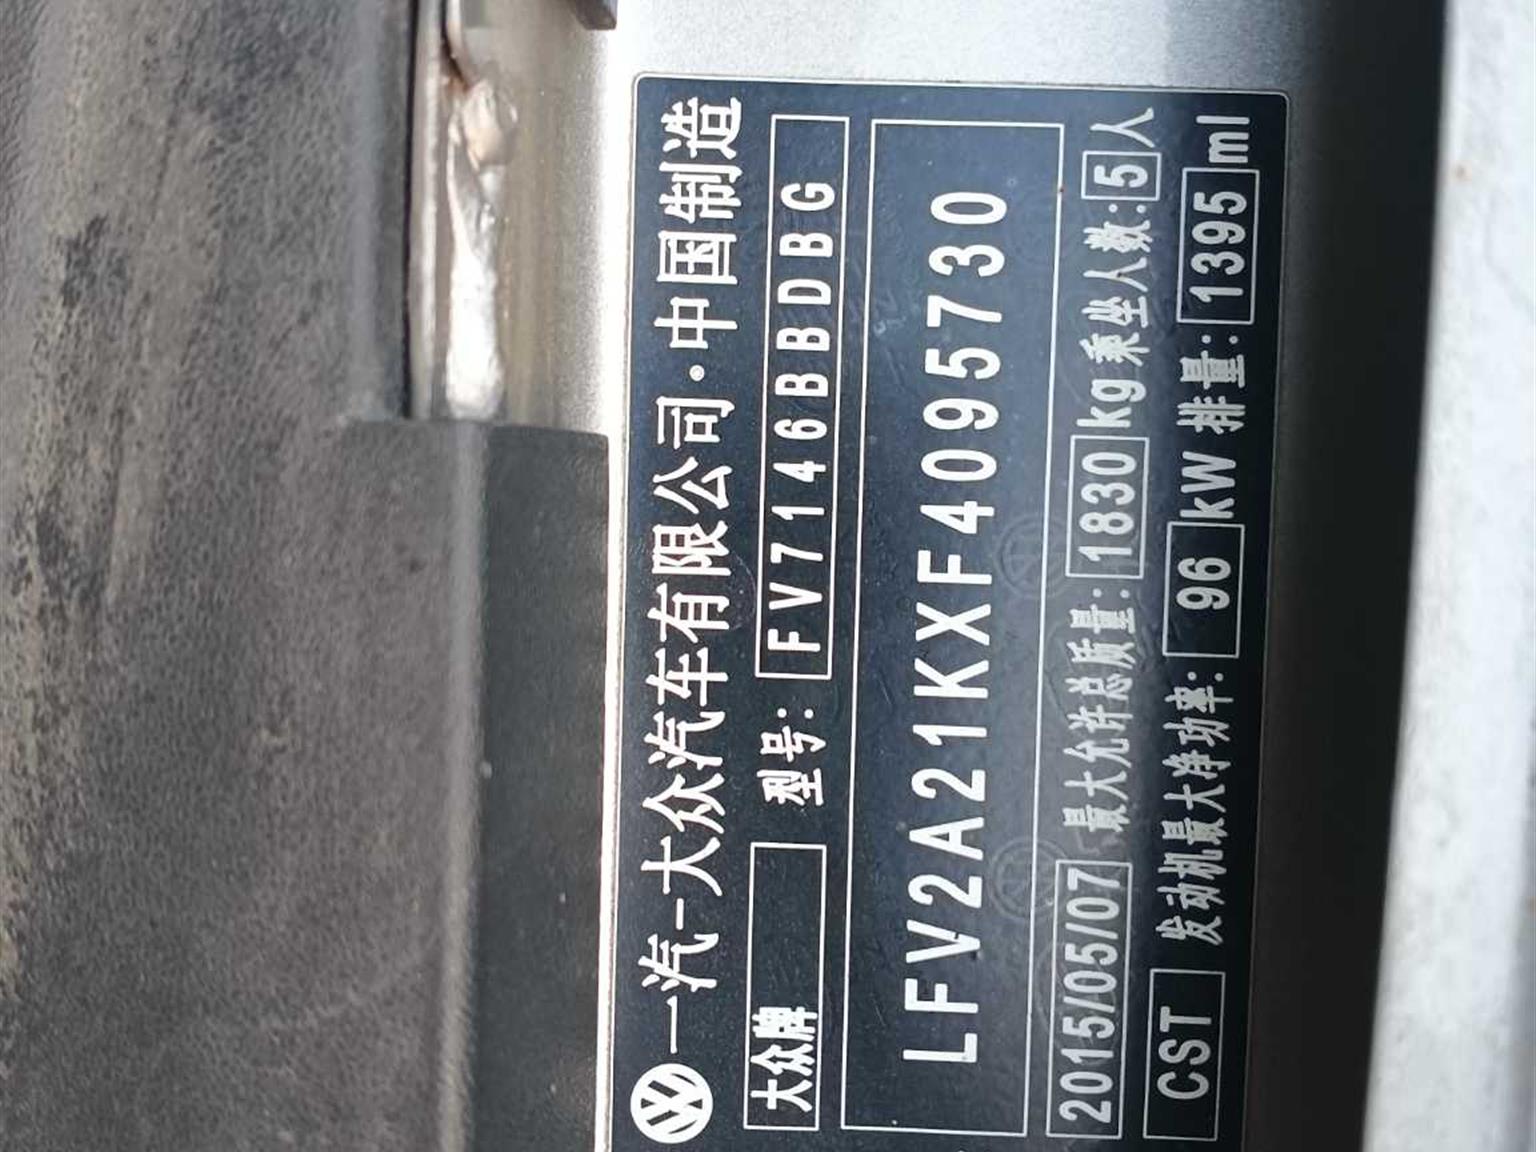 一汽-大众汽车有限公司·中国制造
大众牌 型号: FV7146BBDBG
LFV2A21KXF4095730
2015/05/07 最大允许总质量: 1830 kg 乘坐人数: 5 人
CST 发动机最大净功率: 96 kW 排量: 1395 ml